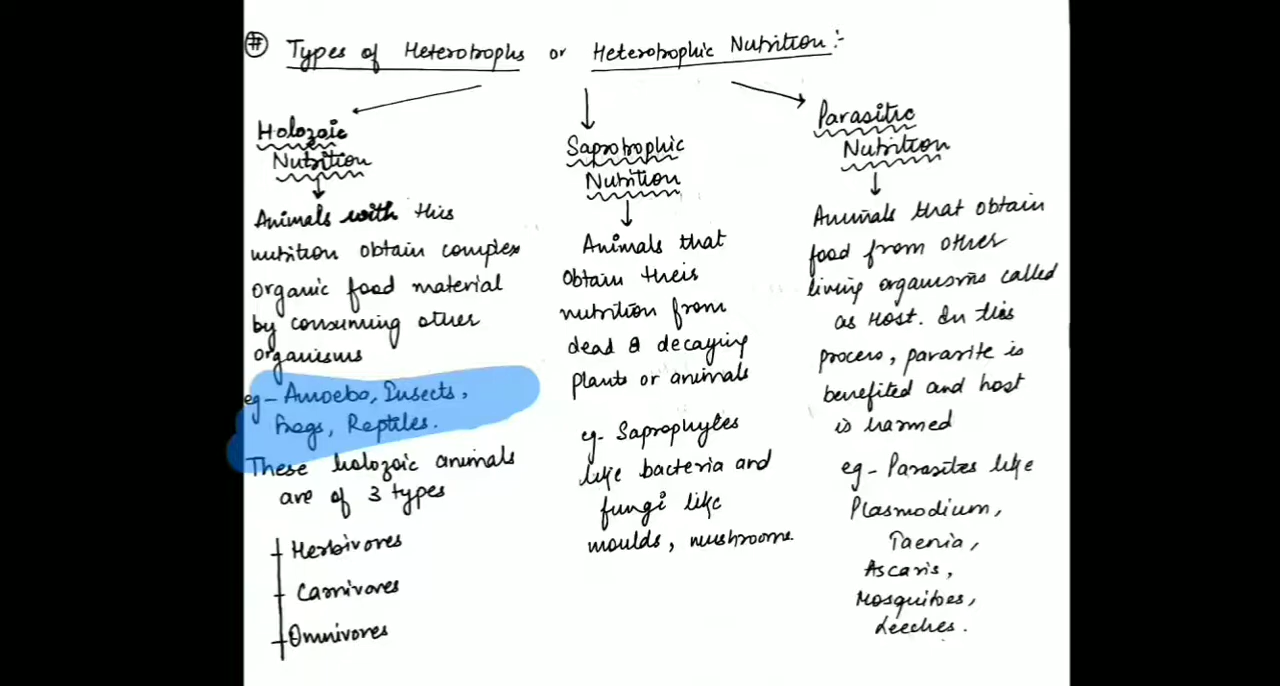 # Types of Heterotrophs or Heterotrophic Nutrition :-
Holozoic
Nutrition
Animals with this
nutrition obtain complex
organic food material
by consuming other
organisms
eg- Amoeba, Insects,
Frogs, Reptiles.
These holozoic animals
are of 3 types
Herbivores
Carnivores
Omnivores
Saprotrophic
Nutrition
Animals that
obtain their
nutrition from
dead & decaying
plants or animals
eg- Saprophytes
like bacteria and
fungi like
moulds, mushrooms.
Parasitic
Nutrition
Animals that obtain
food from other
living organisms called
as Host. In this
process, parasite is
benefited and host
is harmed
eg- Parasites like
Plasmodium,
Taenia,
Ascaris,
Mosquitoes,
Leeches.